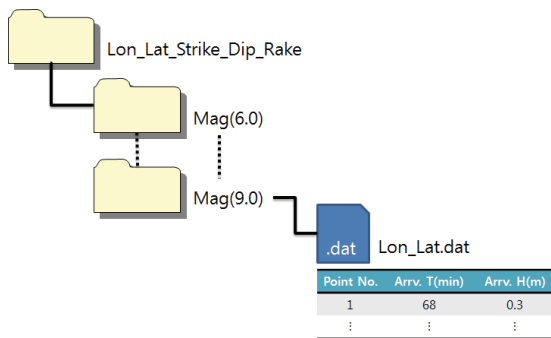 Lon_Lat_Strike_Dip_Rake
Mag(6.0)
Mag(9.0)
.dat
Lon_Lat.dat
Point No. Arrv. T(min) Arrv. H(m)
1 68 0.3
⋮ ⋮ ⋮